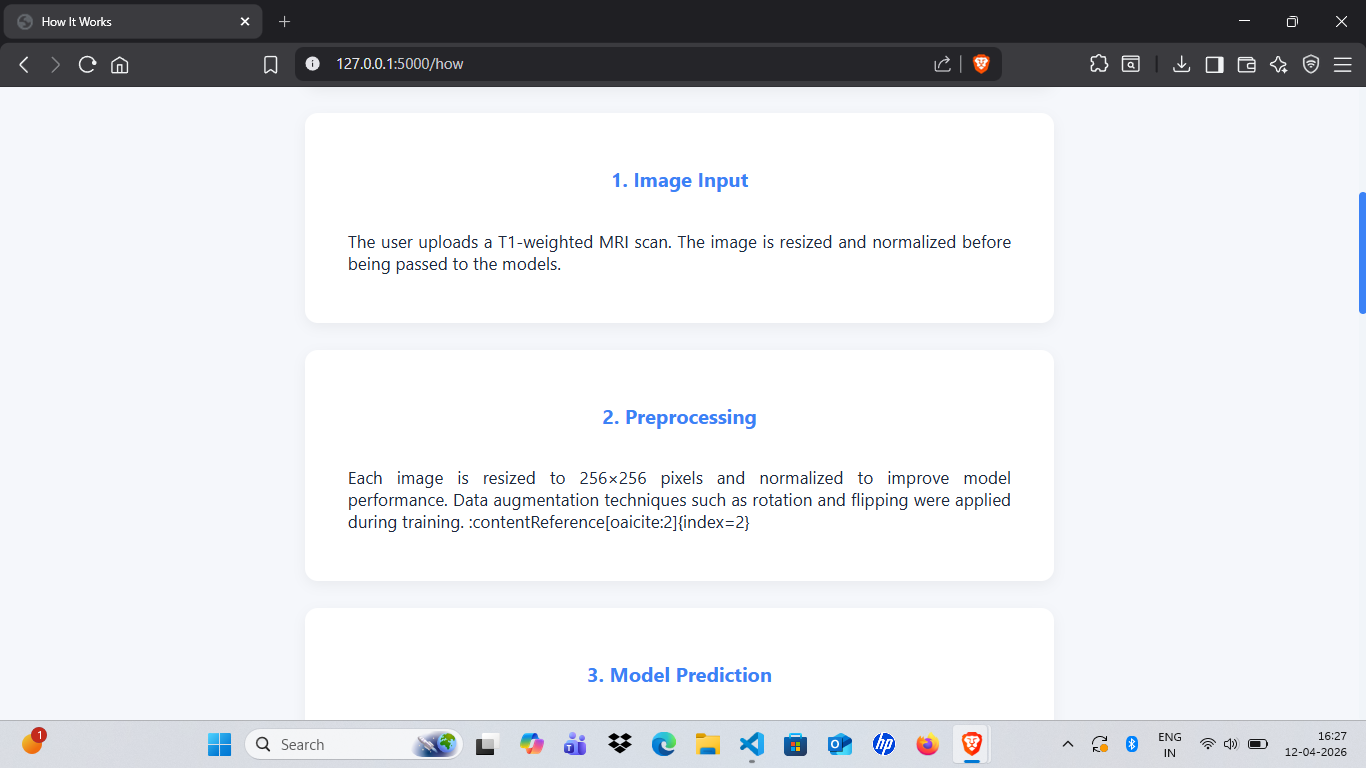 How It Works
127.0.0.1:5000/how
1. Image Input
The user uploads a T1-weighted MRI scan. The image is resized and normalized before
being passed to the models.
2. Preprocessing
Each image is resized to 256×256 pixels and normalized to improve model
performance. Data augmentation techniques such as rotation and flipping were applied
during training. :contentReference[oaicite:2]{index=2}
3. Model Prediction
1
Search
ENG
IN
16:27
12-04-2026